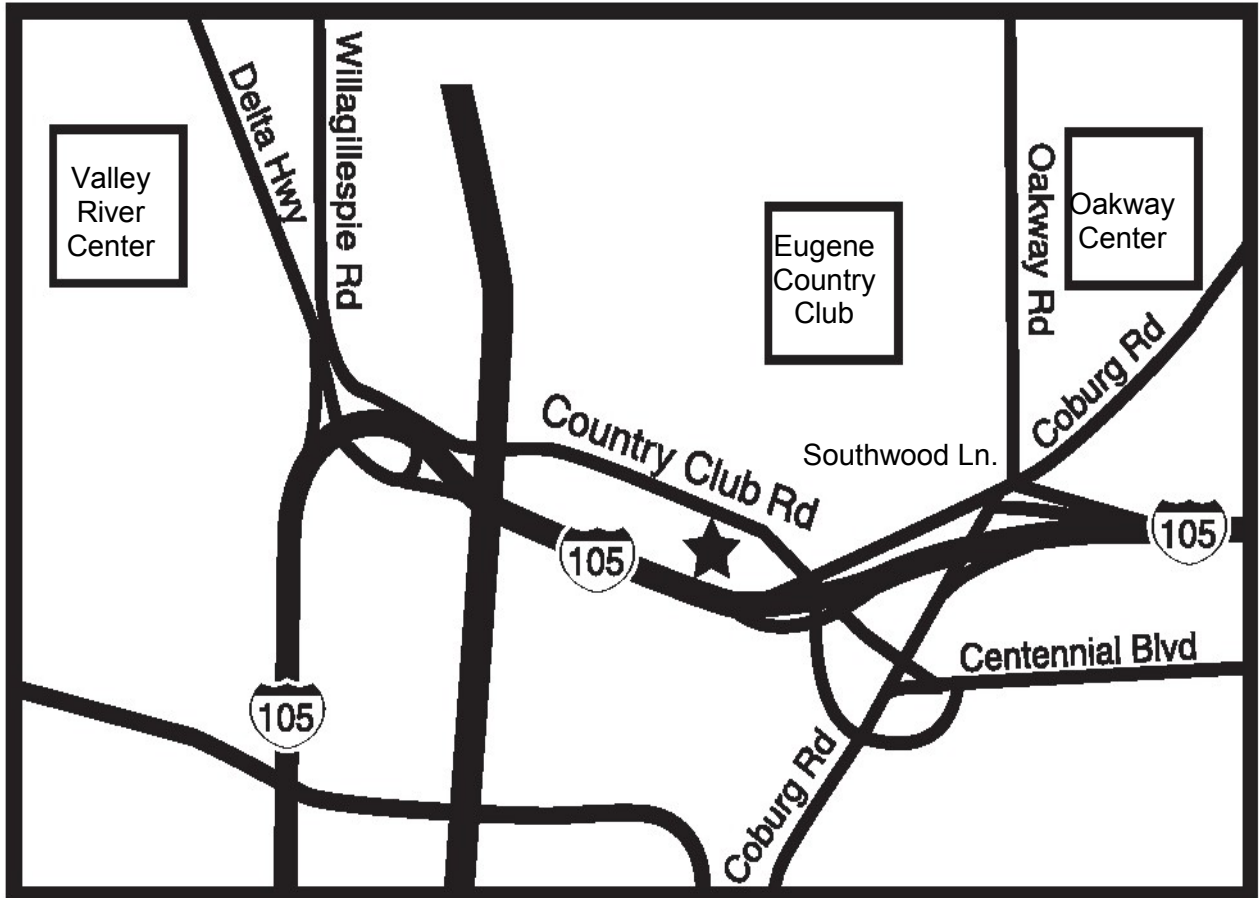 Delta Hwy
Willagillespie Rd
Valley
River
Center
Eugene
Country
Club
Oakway Rd
Oakway
Center
Coburg Rd
Country Club Rd
Southwood Ln.
105
105
Centennial Blvd
105
Coburg Rd